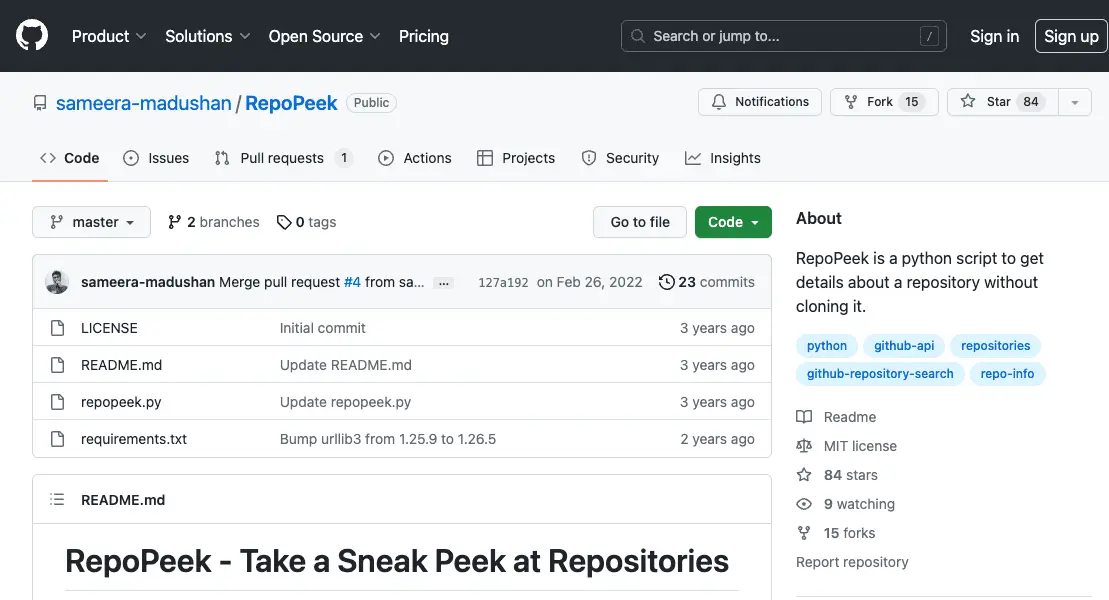 Product Solutions Open Source Pricing Search or jump to... / Sign in Sign up
sameera-madushan / RepoPeek Public Notifications Fork 15 Star 84
Code Issues Pull requests 1 Actions Projects Security Insights
master 2 branches 0 tags Go to file Code
sameera-madushan Merge pull request #4 from sa... ... 127a192 on Feb 26, 2022 23 commits
LICENSE Initial commit 3 years ago
README.md Update README.md 3 years ago
repopeek.py Update repopeek.py 3 years ago
requirements.txt Bump urllib3 from 1.25.9 to 1.26.5 2 years ago
README.md
RepoPeek - Take a Sneak Peek at Repositories
About
RepoPeek is a python script to get
details about a repository without
cloning it.
python github-api repositories
github-repository-search repo-info
Readme
MIT license
84 stars
9 watching
15 forks
Report repository